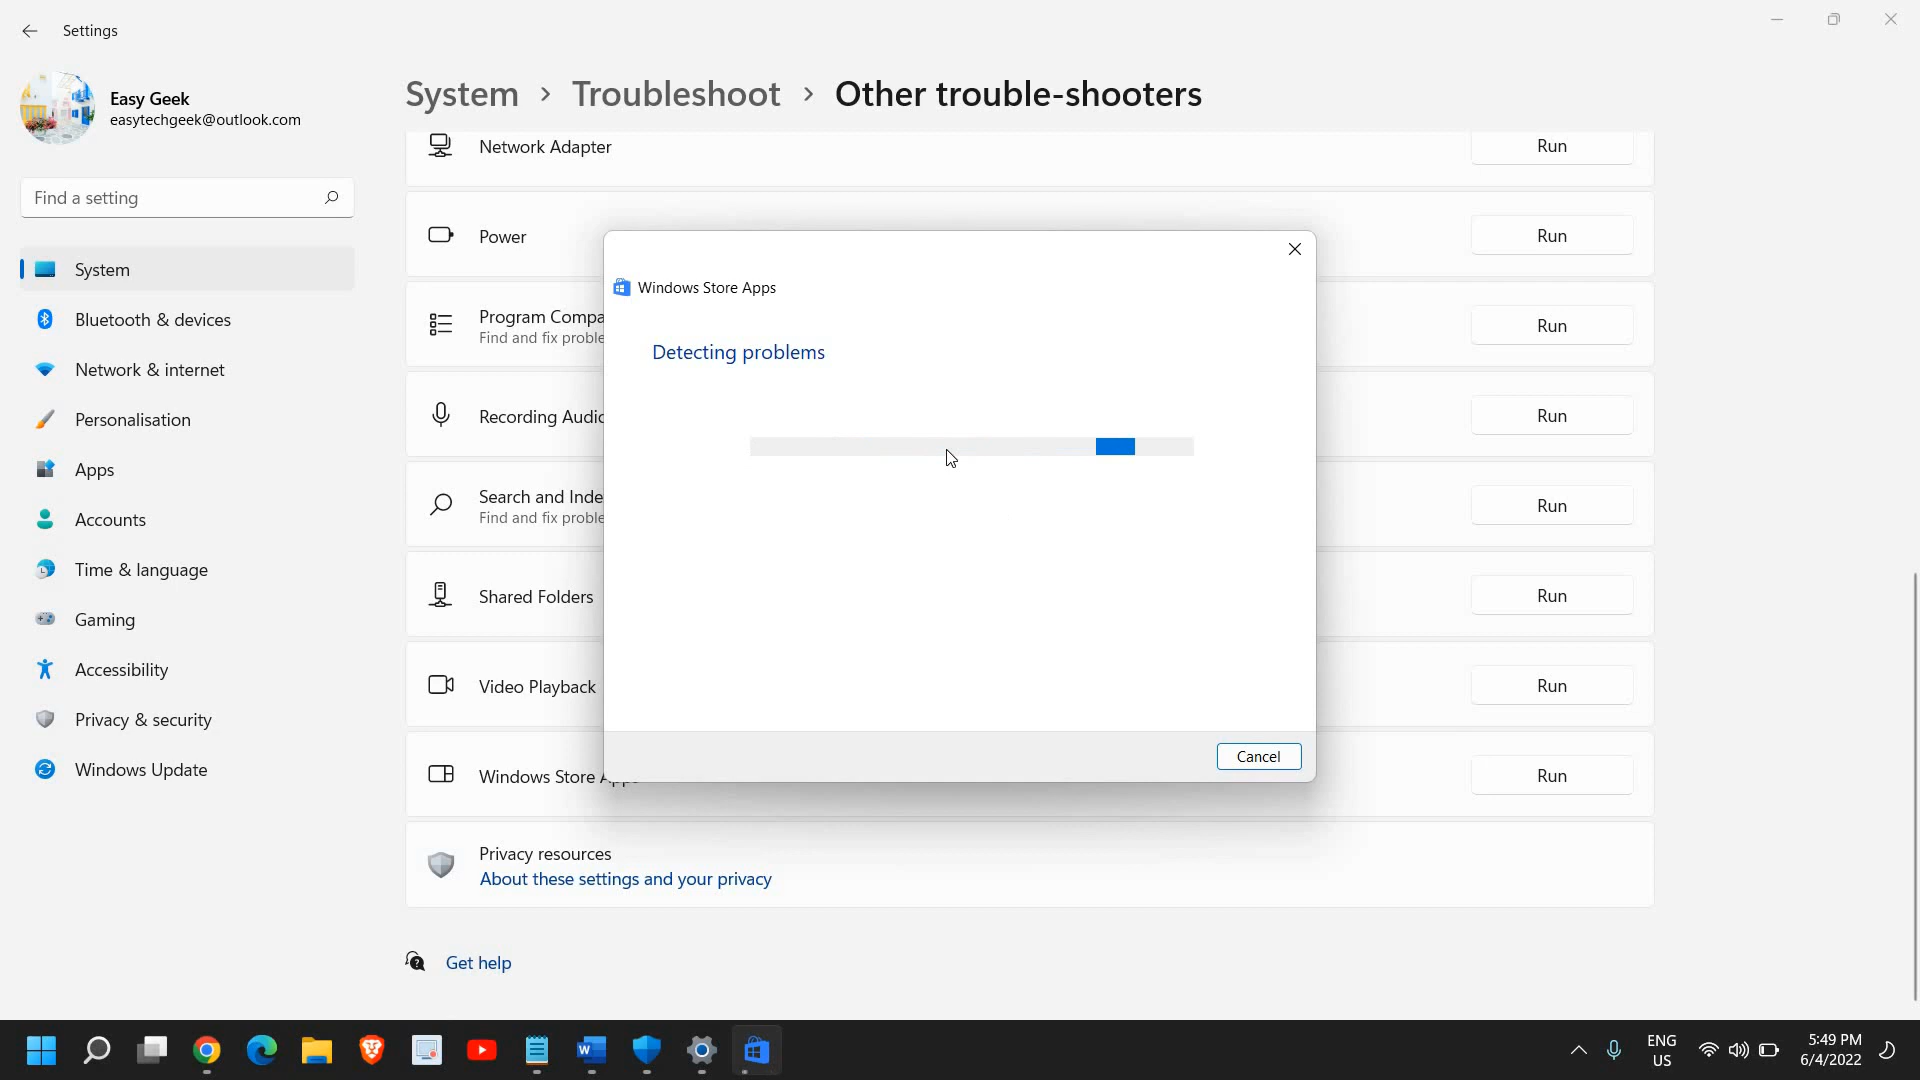 Settings
Easy Geek
easytechgeek@outlook.com
Find a setting
System
Bluetooth & devices
Network & internet
Personalisation
Apps
Accounts
Time & language
Gaming
Accessibility
Privacy & security
Windows Update
System > Troubleshoot > Other trouble-shooters
Network Adapter
Run
Power
Run
Program Compa
Find and fix proble
Run
Recording Audio
Run
Search and Inde
Find and fix proble
Run
Shared Folders
Run
Video Playback
Run
Windows Store Apps
Run
Privacy resources
About these settings and your privacy
Get help
Windows Store Apps
Detecting problems
Cancel
ENG
US
5:49 PM
6/4/2022